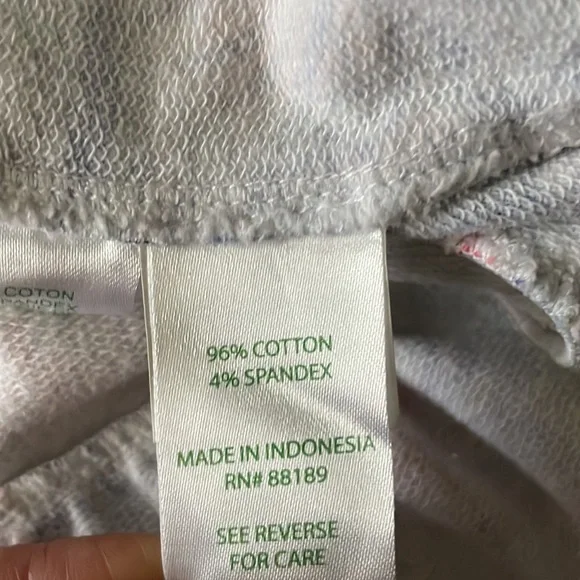 COTON
SPANDEX
96% COTTON
4% SPANDEX
MADE IN INDONESIA
RN# 88189
SEE REVERSE
FOR CARE